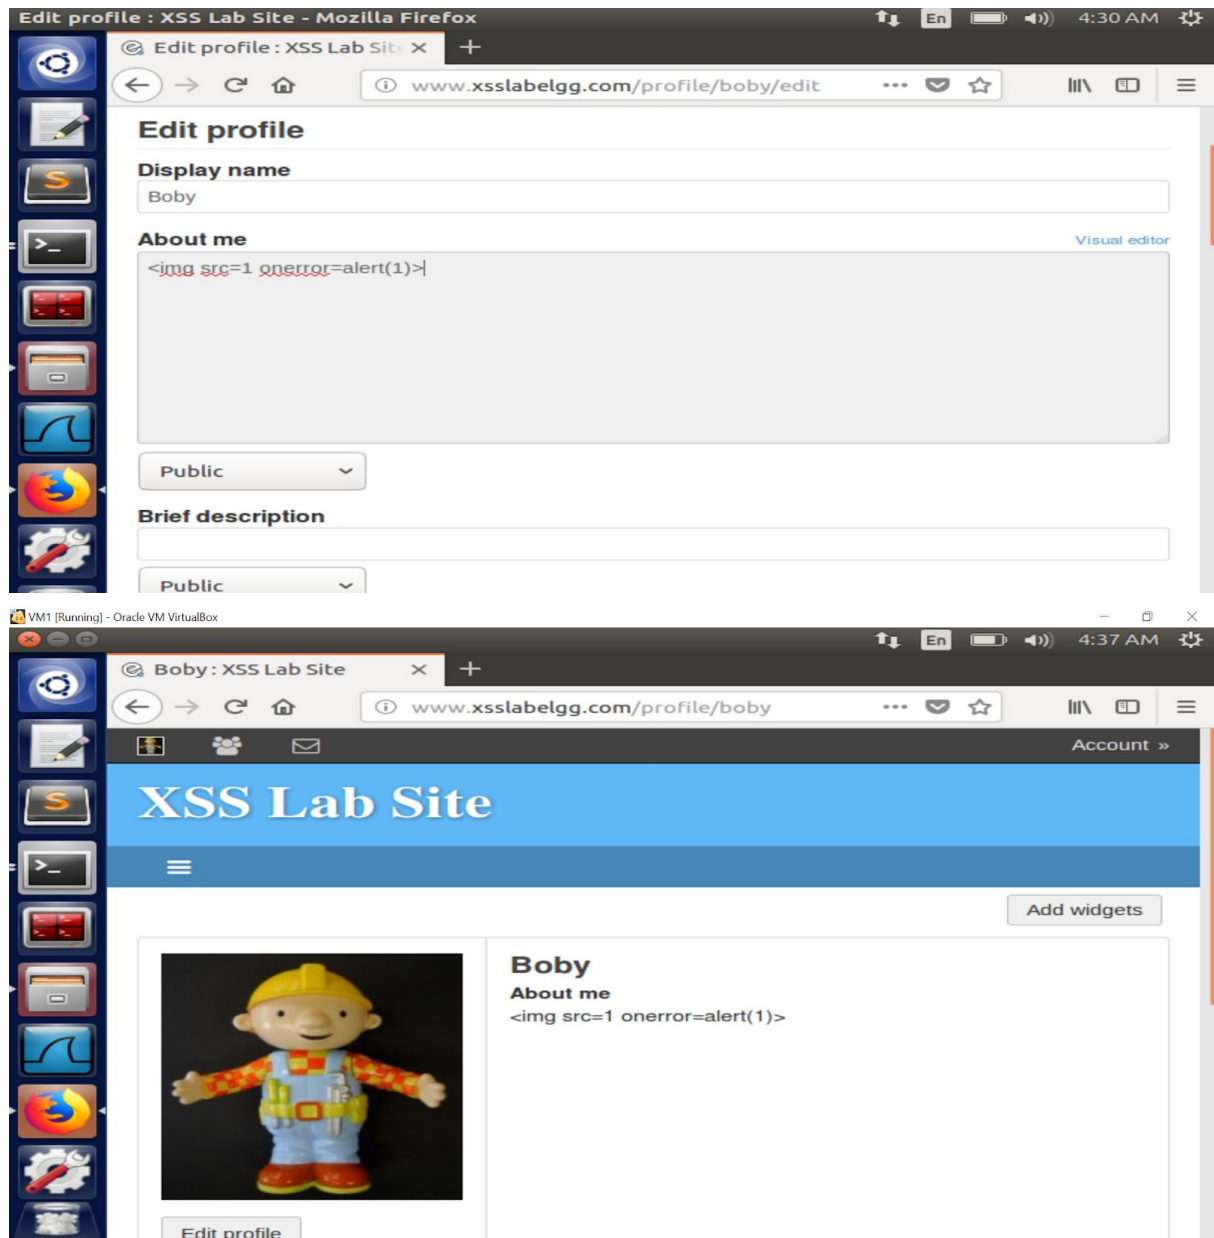 Edit profile : XSS Lab Site - Mozilla Firefox
En
4:30 AM
Edit profile : XSS Lab Site
www.xsslabelgg.com/profile/boby/edit
Edit profile
Display name
Boby
About me
Visual editor
<img src=1 onerror=alert(1)>
Public
Brief description
Public
VM1 [Running] - Oracle VM VirtualBox
En
4:37 AM
Boby : XSS Lab Site
www.xsslabelgg.com/profile/boby
Account »
XSS Lab Site
Add widgets
Boby
About me
<img src=1 onerror=alert(1)>
Edit profile